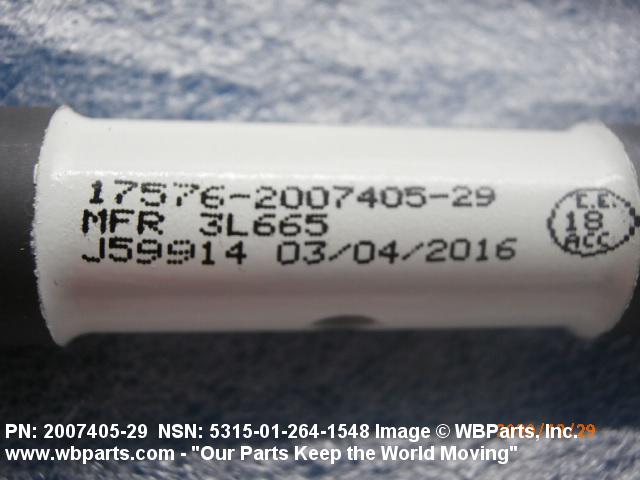 17576-2007405-29
MFR 3L665
J59914 03/04/2016
E.E.
18
ACC
PN: 2007405-29 NSN: 5315-01-264-1548 Image © WBParts, Inc.
www.wbparts.com - "Our Parts Keep the World Moving"